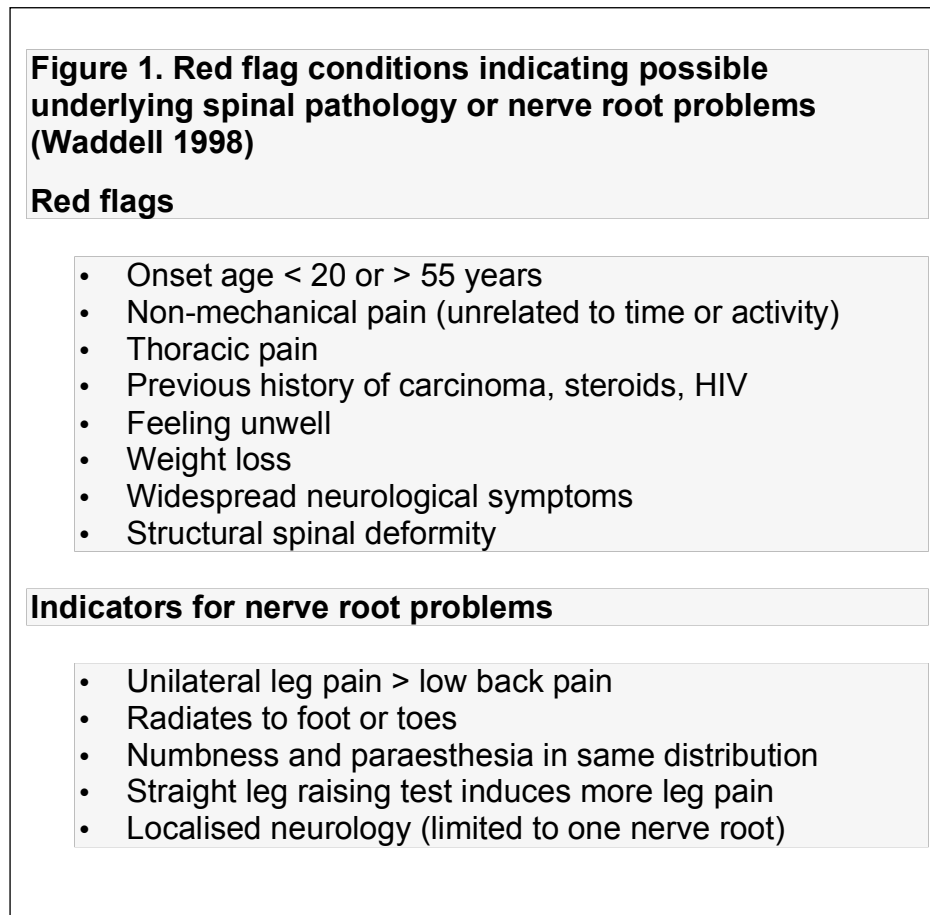 Figure 1. Red flag conditions indicating possible
underlying spinal pathology or nerve root problems
(Waddell 1998)
Red flags
• Onset age < 20 or > 55 years
• Non-mechanical pain (unrelated to time or activity)
• Thoracic pain
• Previous history of carcinoma, steroids, HIV
• Feeling unwell
• Weight loss
• Widespread neurological symptoms
• Structural spinal deformity
Indicators for nerve root problems
• Unilateral leg pain > low back pain
• Radiates to foot or toes
• Numbness and paraesthesia in same distribution
• Straight leg raising test induces more leg pain
• Localised neurology (limited to one nerve root)